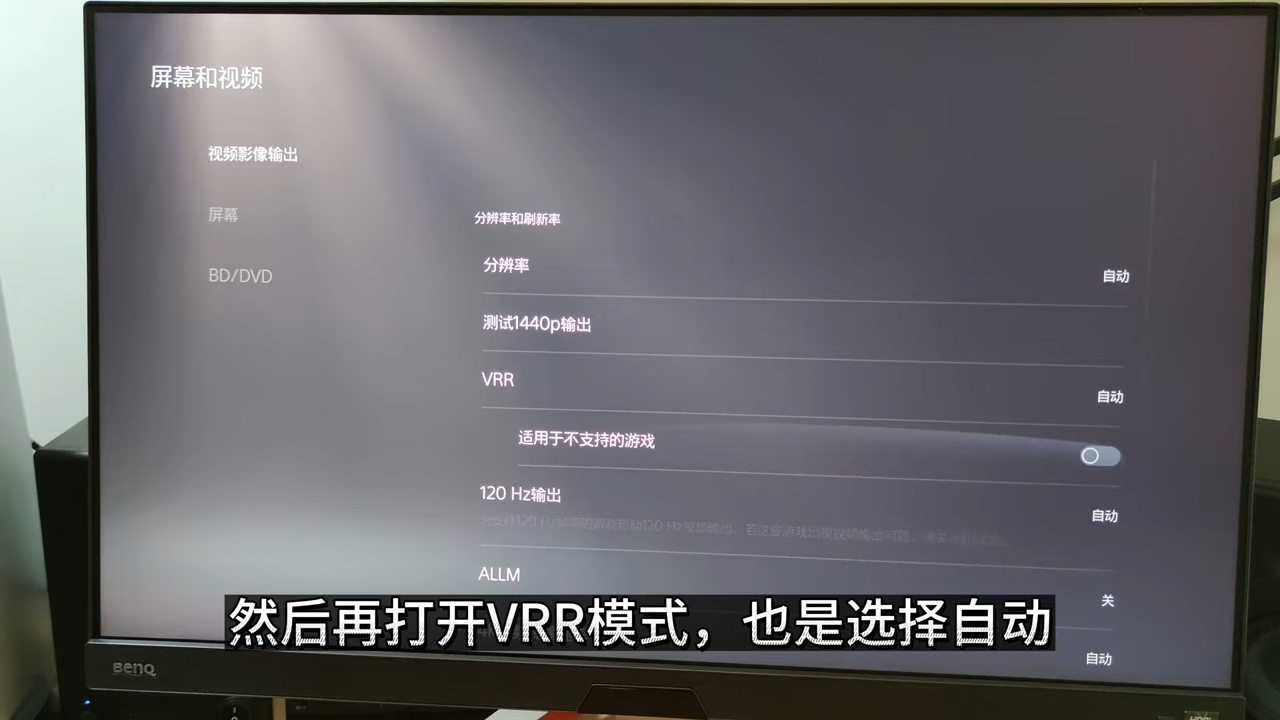 屏幕和视频
视频影像输出
屏幕
BD/DVD
分辨率和刷新率
分辨率
自动
测试1440p输出
VRR
自动
适用于不支持的游戏
120 Hz输出
自动
ALLM
关
然后再打开VRR模式，也是选择自动
自动
BenQ